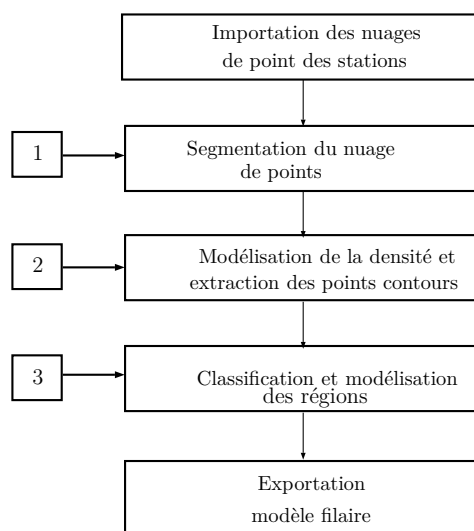 Importation des nuages
de point des stations
1
Segmentation du nuage
de points
2
Modélisation de la densité et
extraction des points contours
3
Classification et modélisation
des régions
Exportation
modèle filaire